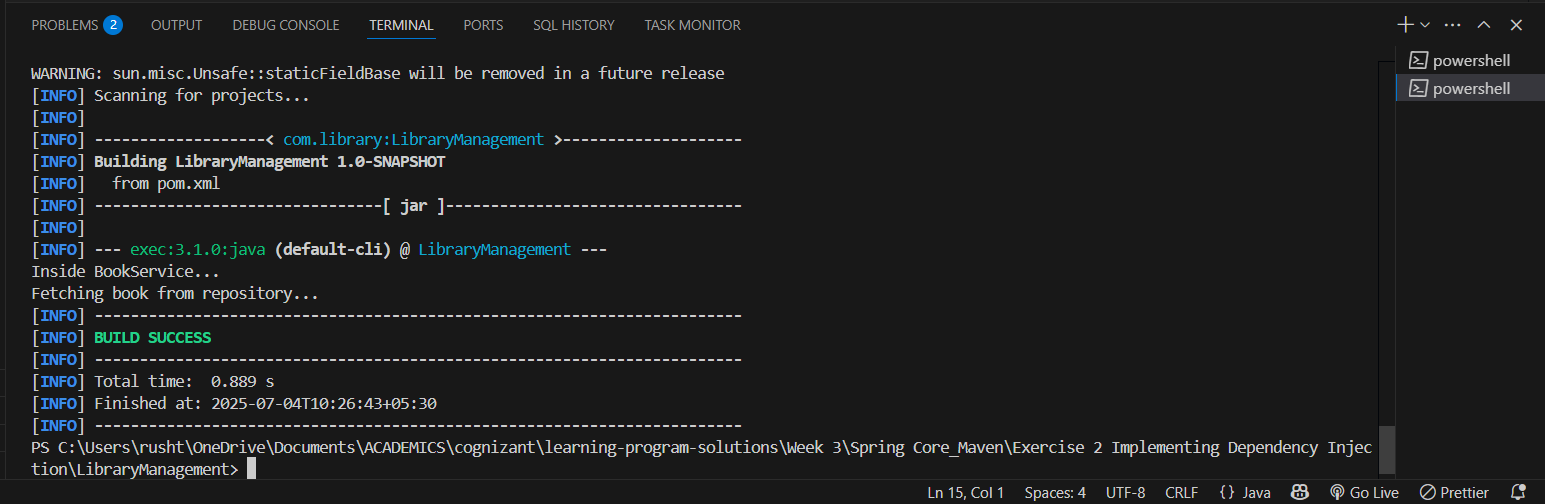 PROBLEMS 2 OUTPUT DEBUG CONSOLE TERMINAL PORTS SQL HISTORY TASK MONITOR
powershell
powershell
WARNING: sun.misc.Unsafe::staticFieldBase will be removed in a future release
[INFO] Scanning for projects...
[INFO]
[INFO] -------------------< com.library:LibraryManagement >--------------------
[INFO] Building LibraryManagement 1.0-SNAPSHOT
[INFO]   from pom.xml
[INFO] --------------------------------[ jar ]---------------------------------
[INFO]
[INFO] --- exec:3.1.0:java (default-cli) @ LibraryManagement ---
Inside BookService...
Fetching book from repository...
[INFO] ------------------------------------------------------------------------
[INFO] BUILD SUCCESS
[INFO] ------------------------------------------------------------------------
[INFO] Total time:  0.889 s
[INFO] Finished at: 2025-07-04T10:26:43+05:30
[INFO] ------------------------------------------------------------------------
PS C:\Users\rusht\OneDrive\Documents\ACADEMICS\cognizant\learning-program-solutions\Week 3\Spring Core_Maven\Exercise 2 Implementing Dependency Injec
tion\LibraryManagement>
Ln 15, Col 1 Spaces: 4 UTF-8 CRLF {} Java Go Live Prettier